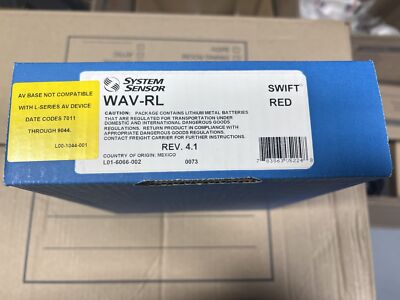 AV BASE NOT COMPATIBLE
WITH L-SERIES AV DEVICE
DATE CODES 7011
THROUGH 9044.
L00-1044-001
SYSTEM
SENSOR
SWIFT
WAV-RL
RED
CAUTION: PACKAGE CONTAINS LITHIUM METAL BATTERIES
THAT ARE REGULATED FOR TRANSPORTATION UNDER
DOMESTIC AND INTERNATIONAL DANGEROUS GOODS
REGULATIONS. RETURN PRODUCT IN COMPLIANCE WITH
APPROPRIATE DANGEROUS GOODS REGULATIONS.
CONTACT FREIGHT CARRIER FOR FURTHER INSTRUCTIONS.
REV. 4.1
COUNTRY OF ORIGIN: MEXICO
L01-6066-002 0073